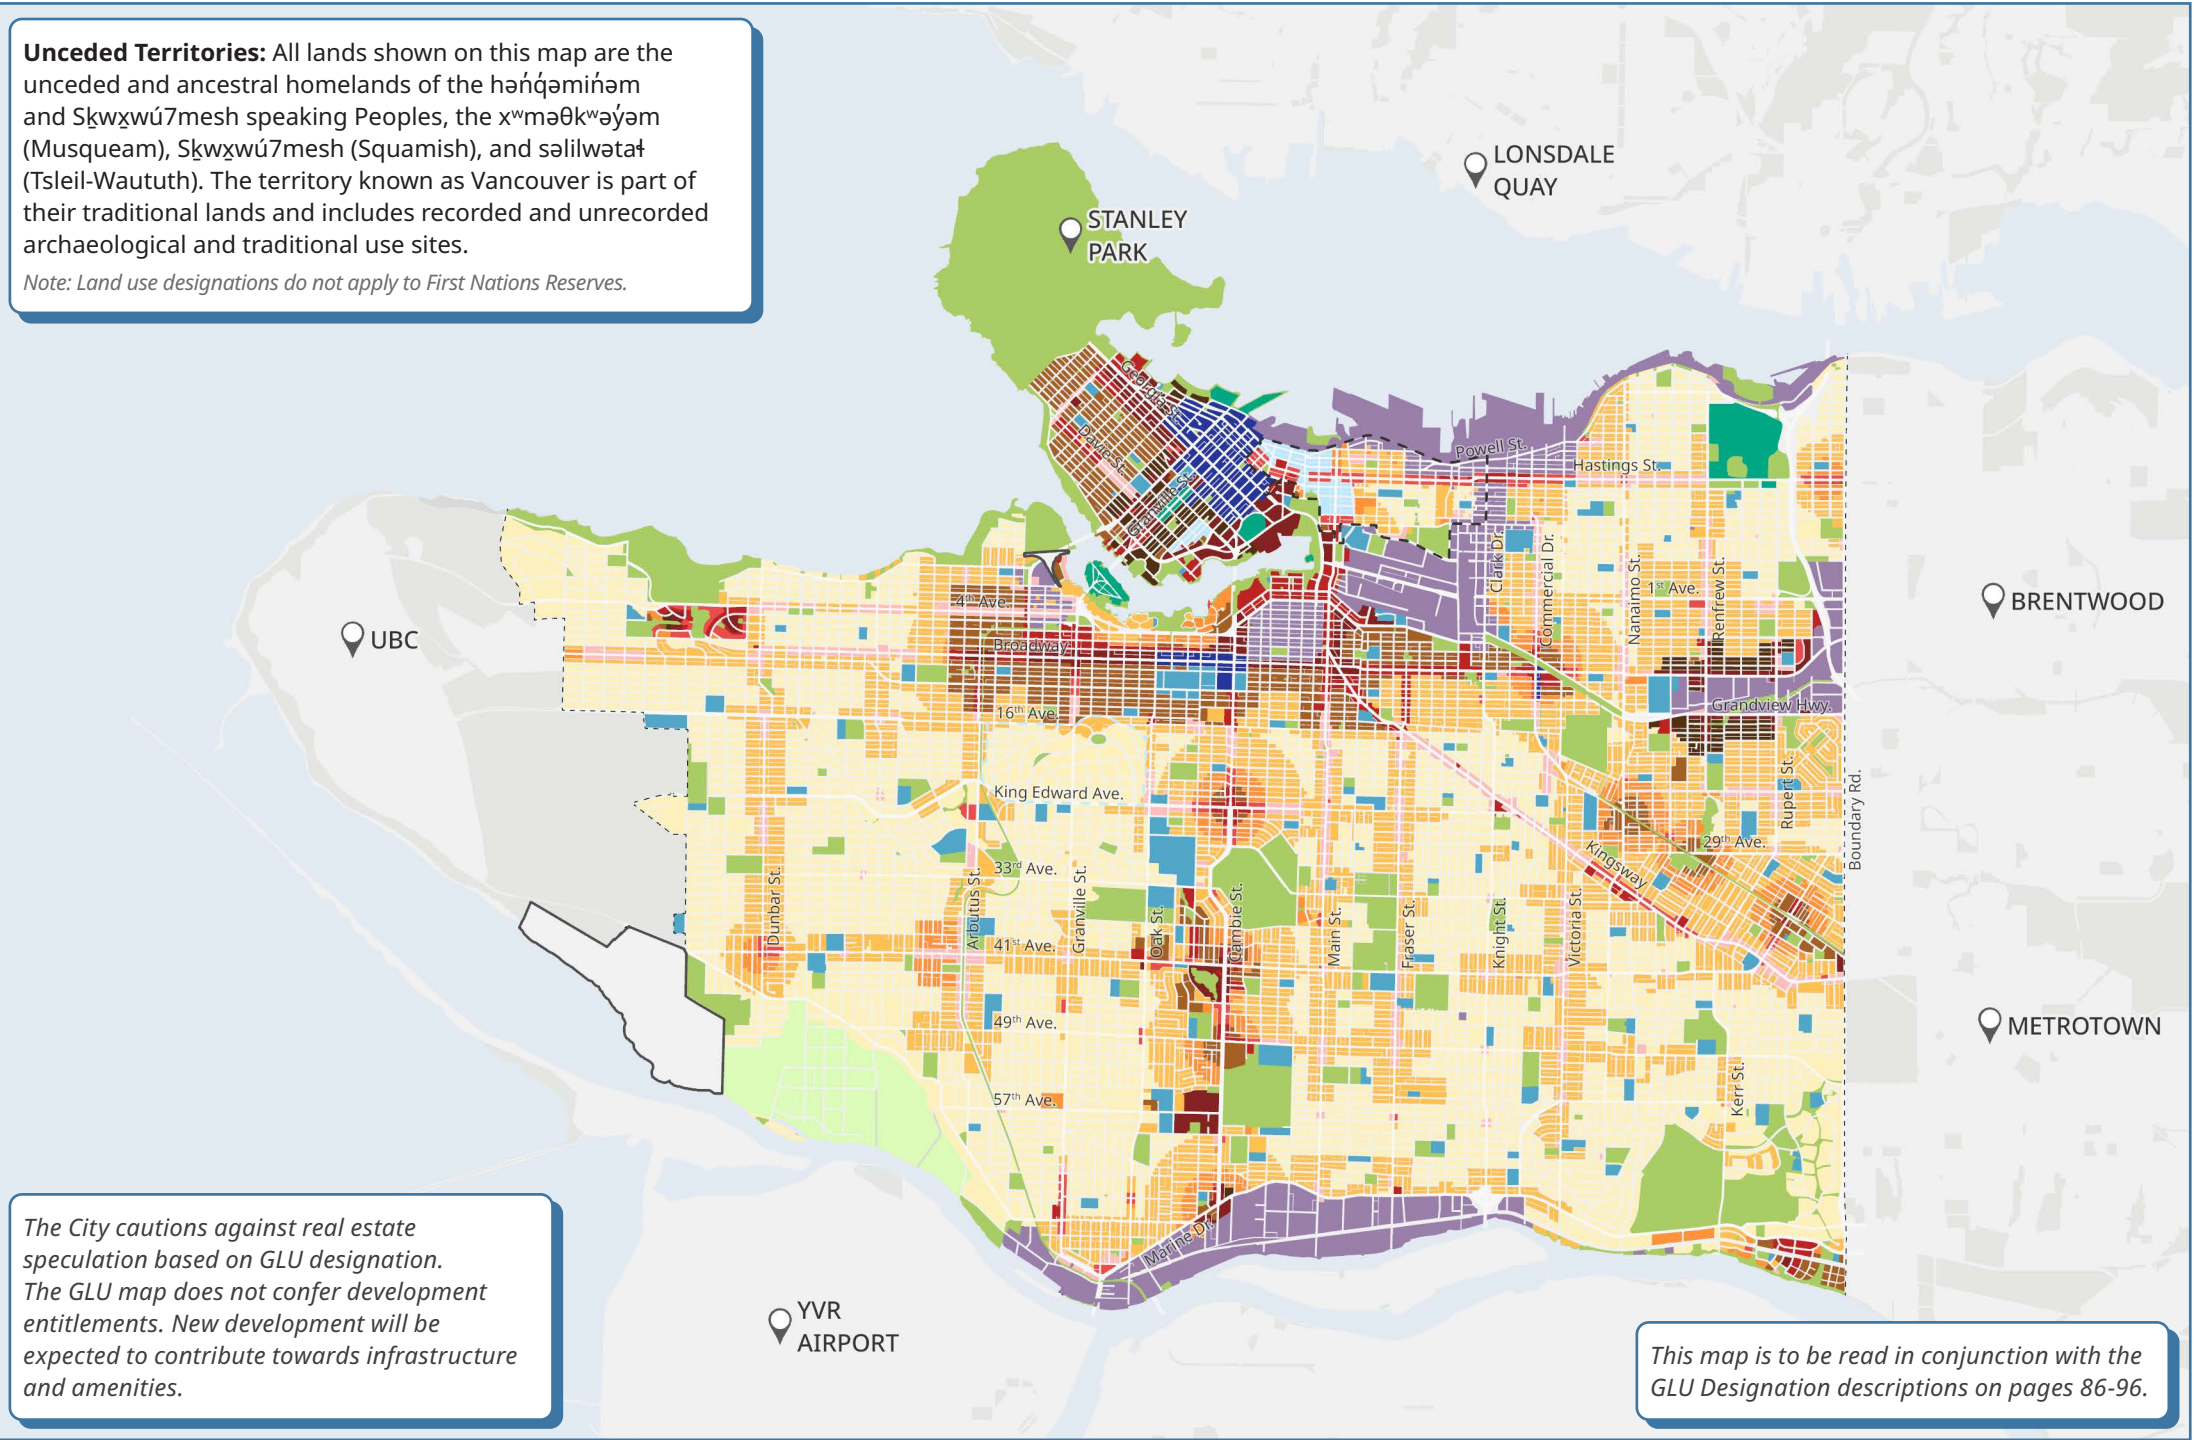 Unceded Territories: All lands shown on this map are the
unceded and ancestral homelands of the hən̓q̓əmin̓əm
and Sḵwx̱wú7mesh speaking Peoples, the xʷməθkʷəy̓əm
(Musqueam), Sḵwx̱wú7mesh (Squamish), and səlilwətaɬ
(Tsleil-Waututh). The territory known as Vancouver is part of
their traditional lands and includes recorded and unrecorded
archaeological and traditional use sites.
Note: Land use designations do not apply to First Nations Reserves.
LONSDALE
QUAY
STANLEY
PARK
Georgia St.
Davie St.
Granville St.
Powell St.
Hastings St.
Clark Dr.
Commercial Dr.
Nanaimo St.
1st Ave.
Renfrew St.
BRENTWOOD
4th Ave.
UBC
Broadway
16th Ave.
Grandview Hwy.
King Edward Ave.
Rupert St.
Boundary Rd.
29th Ave.
Kingsway
33rd Ave.
Dunbar St.
Arbutus St.
Granville St.
Oak St.
Cambie St.
Main St.
Fraser St.
Knight St.
Victoria St.
41st Ave.
49th Ave.
METROTOWN
57th Ave.
Kerr St.
Marine Dr.
The City cautions against real estate
speculation based on GLU designation.
The GLU map does not confer development
entitlements. New development will be
expected to contribute towards infrastructure
and amenities.
YVR
AIRPORT
This map is to be read in conjunction with the
GLU Designation descriptions on pages 86-96.